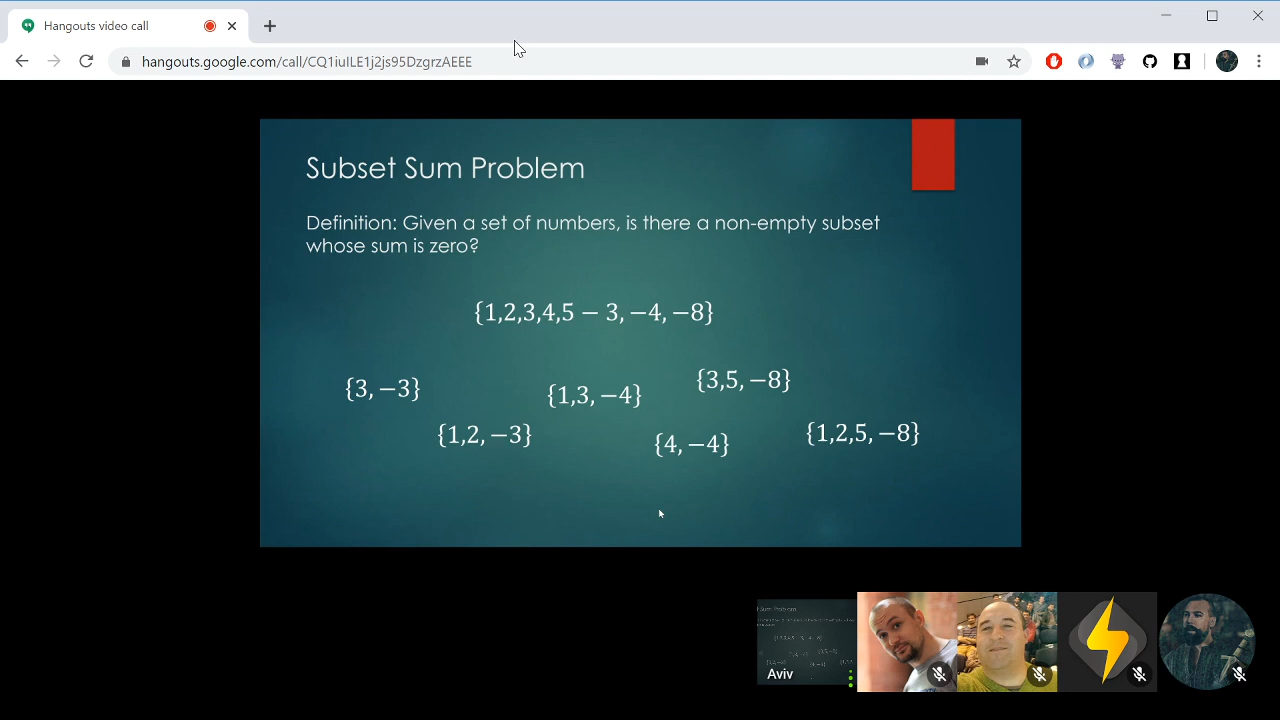 Hangouts video call
hangouts.google.com/call/CQ1iuILE1j2js95DzgrzAEEE
Subset Sum Problem
Definition: Given a set of numbers, is there a non-empty subset
whose sum is zero?
{1,2,3,4,5 − 3, −4, −8}
{3, −3}
{1,3, −4}
{3,5, −8}
{1,2, −3}
{4, −4}
{1,2,5, −8}
Aviv